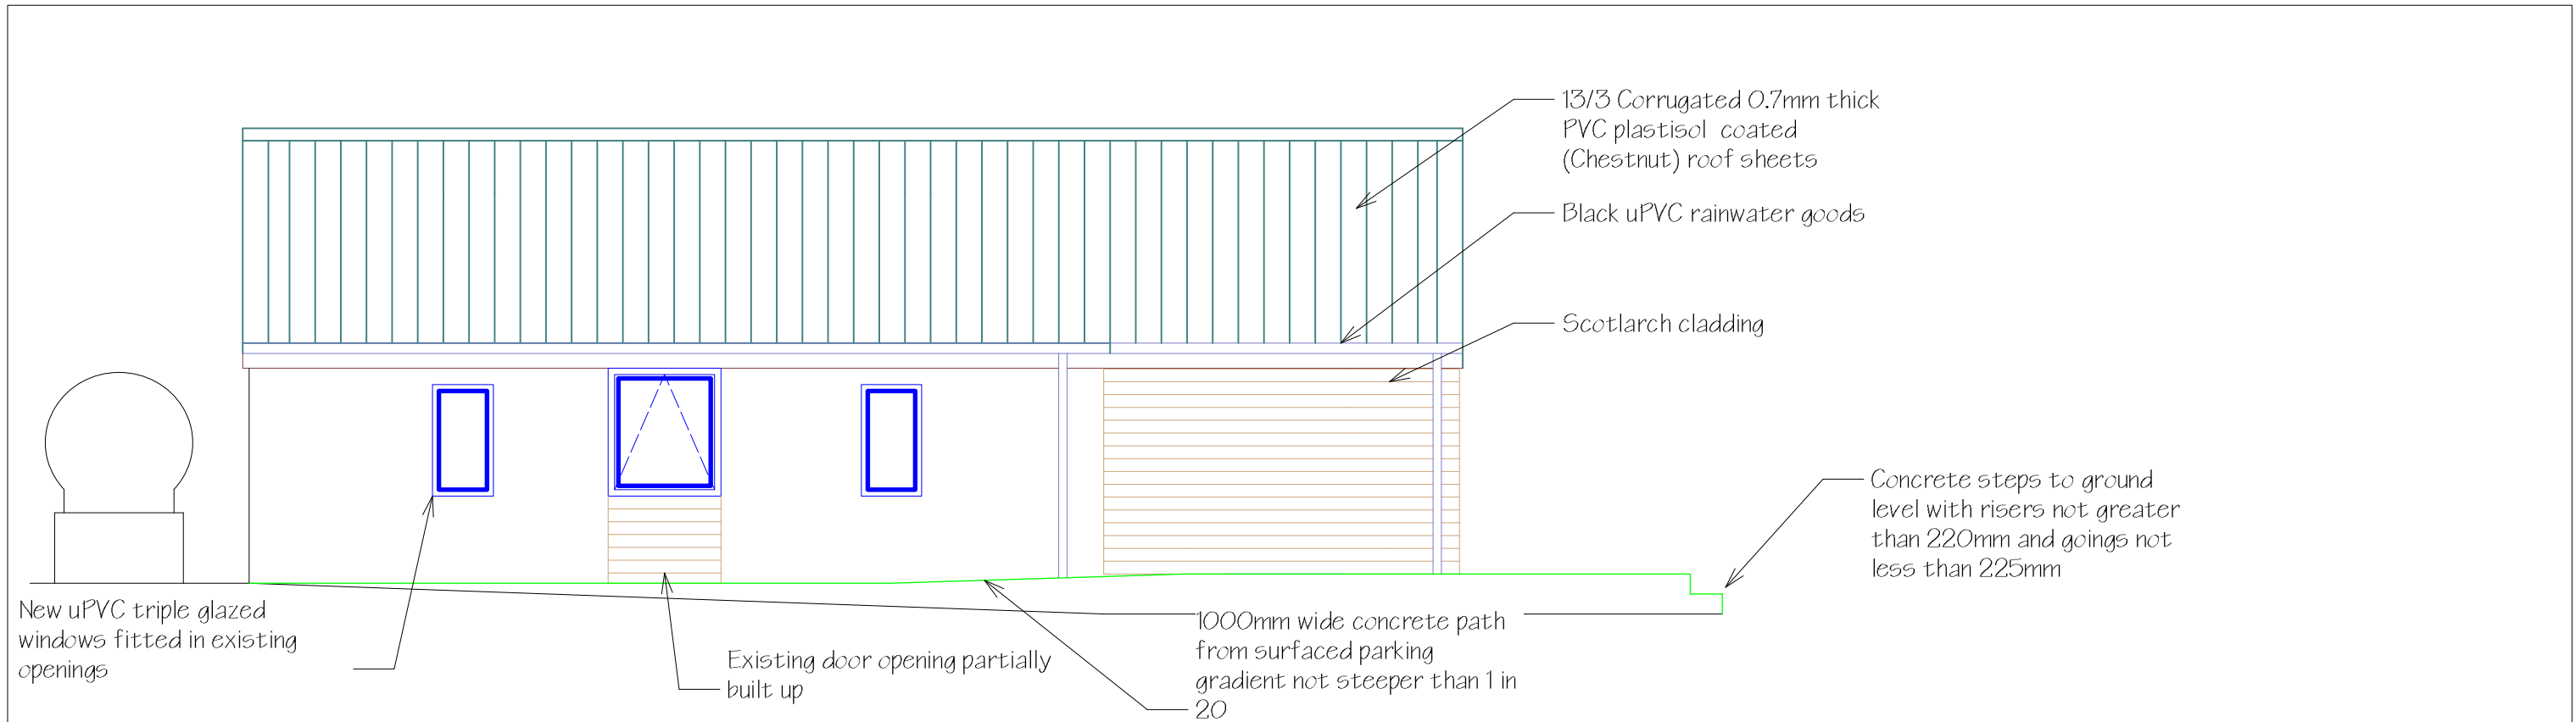 13/3 Corrugated 0.7mm thick
PVC plastisol coated
(Chestnut) roof sheets
Black uPVC rainwater goods
Scotlarch cladding
Concrete steps to ground
level with risers not greater
than 220mm and goings not
less than 225mm
New uPVC triple glazed
windows fitted in existing
openings
Existing door opening partially
built up
1000mm wide concrete path
from surfaced parking
gradient not steeper than 1 in
20